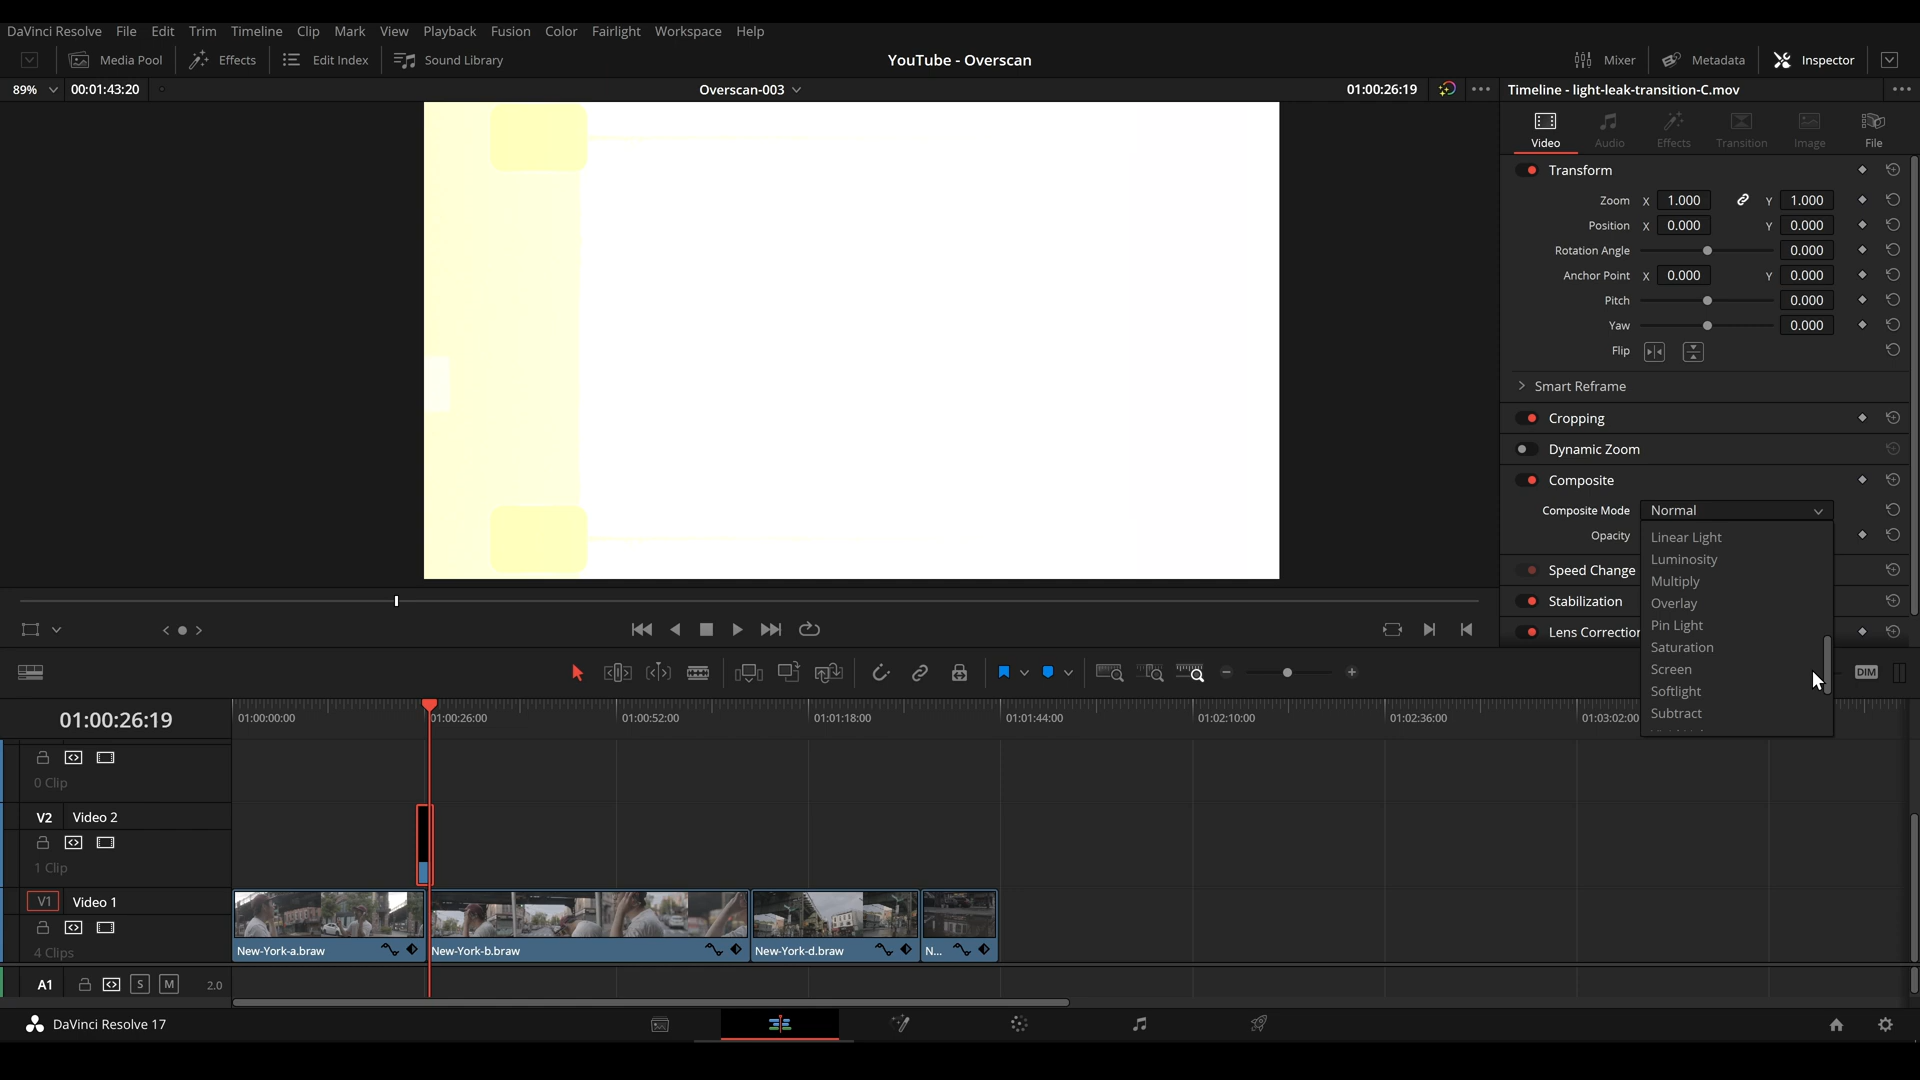 DaVinci Resolve File Edit Trim Timeline Clip Mark View Playback Fusion Color Fairlight Workspace Help
Media Pool Effects Edit Index Sound Library YouTube - Overscan Mixer Metadata Inspector
89% 00:01:43:20 Overscan-003 01:00:26:19 Timeline - light-leak-transition-C.mov
Video Audio Effects Transition Image File
Transform
Zoom X 1.000 Y 1.000
Position X 0.000 Y 0.000
Rotation Angle 0.000
Anchor Point X 0.000 Y 0.000
Pitch 0.000
Yaw 0.000
Flip
Smart Reframe
Cropping
Dynamic Zoom
Composite
Composite Mode Normal
Opacity
Linear Light
Luminosity
Multiply
Overlay
Pin Light
Saturation
Screen
Softlight
Subtract
Speed Change
Stabilization
Lens Correction
DIM
01:00:26:19
01:00:00:00 01:00:26:00 01:00:52:00 01:01:18:00 01:01:44:00 01:02:10:00 01:02:36:00 01:03:02:00
0 Clip
V2 Video 2
1 Clip
V1 Video 1
4 Clips
New-York-a.braw New-York-b.braw New-York-d.braw N...
A1 S M 2.0
DaVinci Resolve 17